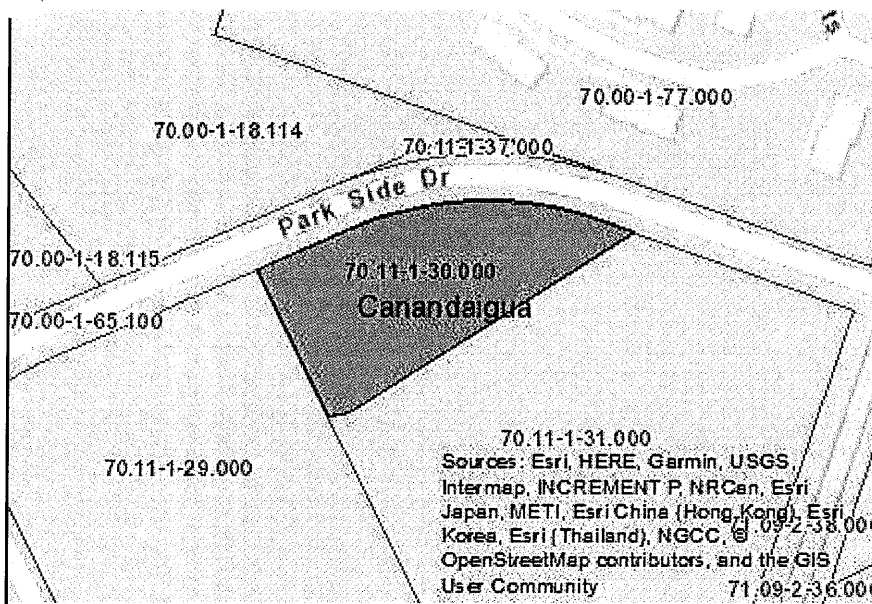 70.00-1-77.000
70.00-1-18.114
70.11-1-37.000
Park Side Dr
70.00-1-18.115
70.11-1-30.000
Canandaigua
70.00-1-65.100
70.11-1-31.000
70.11-1-29.000
Sources: Esri, HERE, Garmin, USGS,
Intermap, INCREMENT P, NRCan, Esri
Japan, METI, Esri China (Hong Kong), Esri
Korea, Esri (Thailand), NGCC, ©
OpenStreetMap contributors, and the GIS
User Community
71.09-2-38.000
71.09-2-36.000